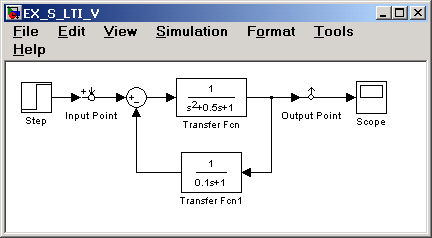 EX_S_LTI_V
File Edit View Simulation Format Tools
Help
Step
Input Point
+
+
-
1
s²+0.5s+1
Transfer Fcn
Output Point
Scope
1
0.1s+1
Transfer Fcn1